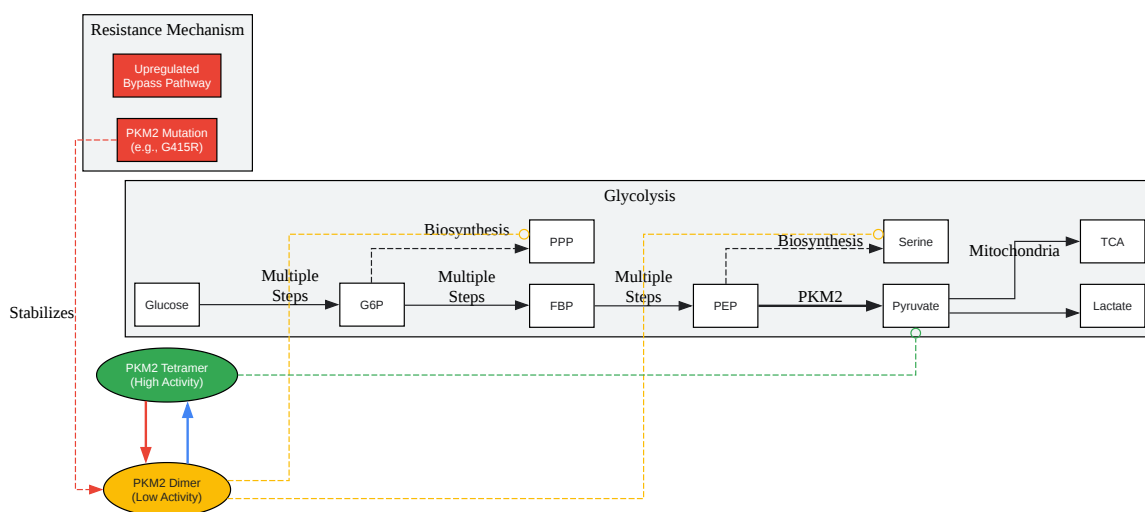 Resistance Mechanism
Upregulated
Bypass Pathway
PKM2 Mutation
(e.g., G415R)
Glycolysis
Biosynthesis
PPP
Biosynthesis
Serine
Mitochondria
TCA
Glucose
Multiple
Steps
G6P
Multiple
Steps
FBP
Multiple
Steps
PEP
PKM2
Pyruvate
Lactate
Stabilizes
PKM2 Tetramer
(High Activity)
PKM2 Dimer
(Low Activity)